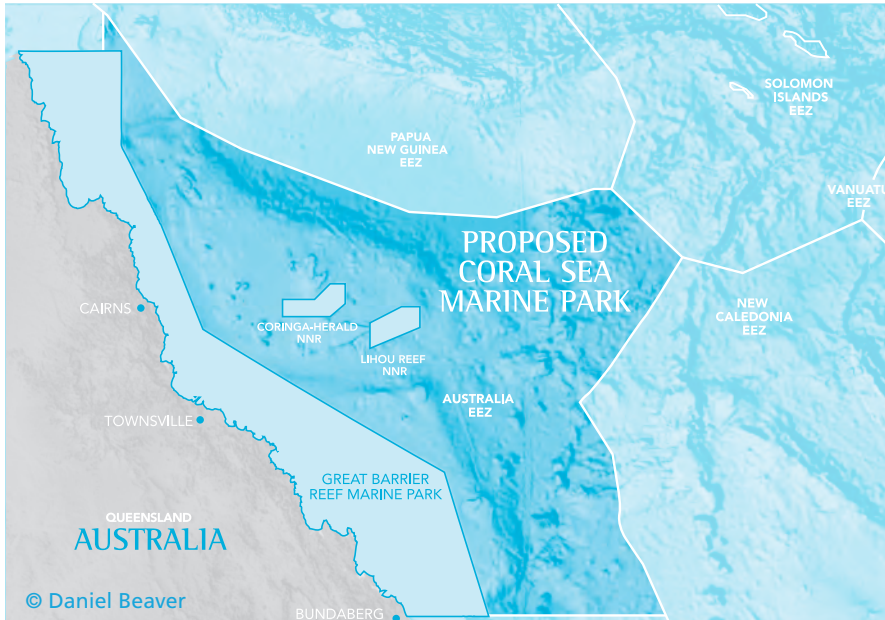 SOLOMON
ISLANDS
EEZ
PAPUA
NEW GUINEA
EEZ
VANUATU
EEZ
PROPOSED
CORAL SEA
MARINE PARK
NEW
CALEDONIA
EEZ
CAIRNS
CORINGA-HERALD
NNR
LIHOU REEF
NNR
AUSTRALIA
EEZ
TOWNSVILLE
GREAT BARRIER
REEF MARINE PARK
QUEENSLAND
AUSTRALIA
© Daniel Beaver
BUNDABERG